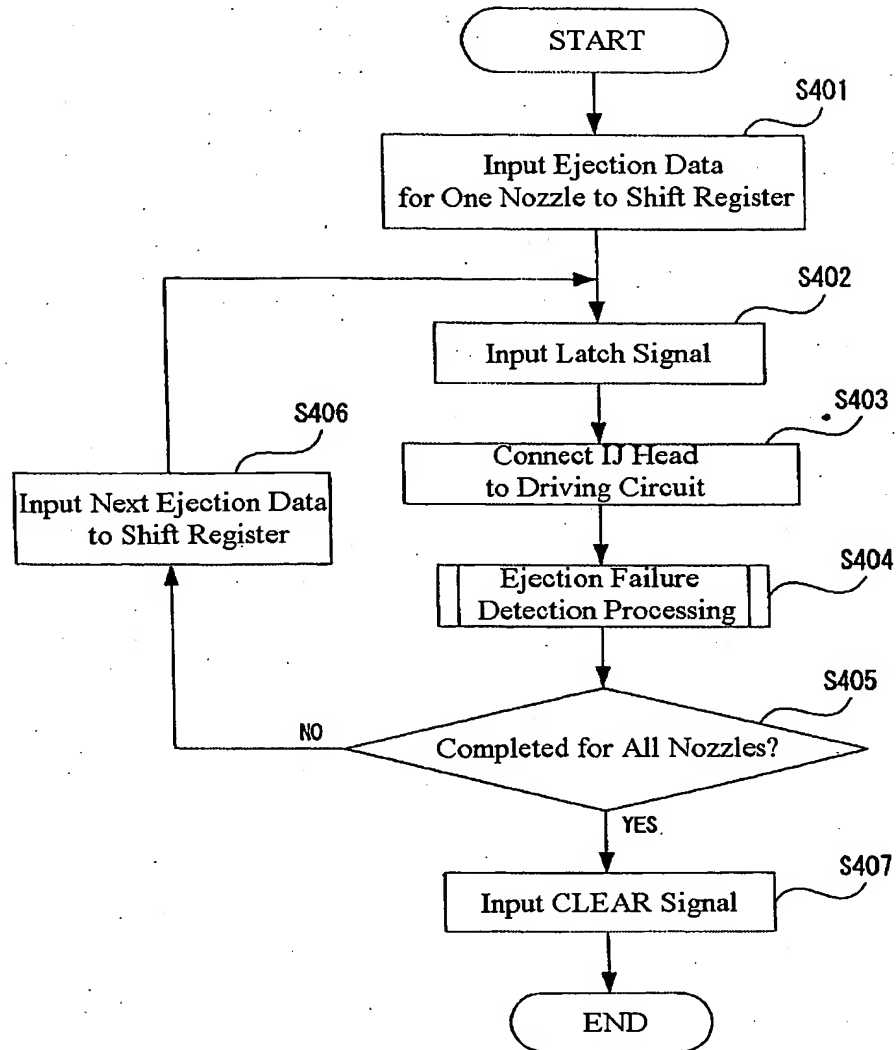 START
S401
Input Ejection Data
for One Nozzle to Shift Register
S402
Input Latch Signal
S403
Connect IJ Head
to Driving Circuit
S406
Input Next Ejection Data
to Shift Register
S404
Ejection Failure
Detection Processing
S405
NO
Completed for All Nozzles?
YES
S407
Input CLEAR Signal
END